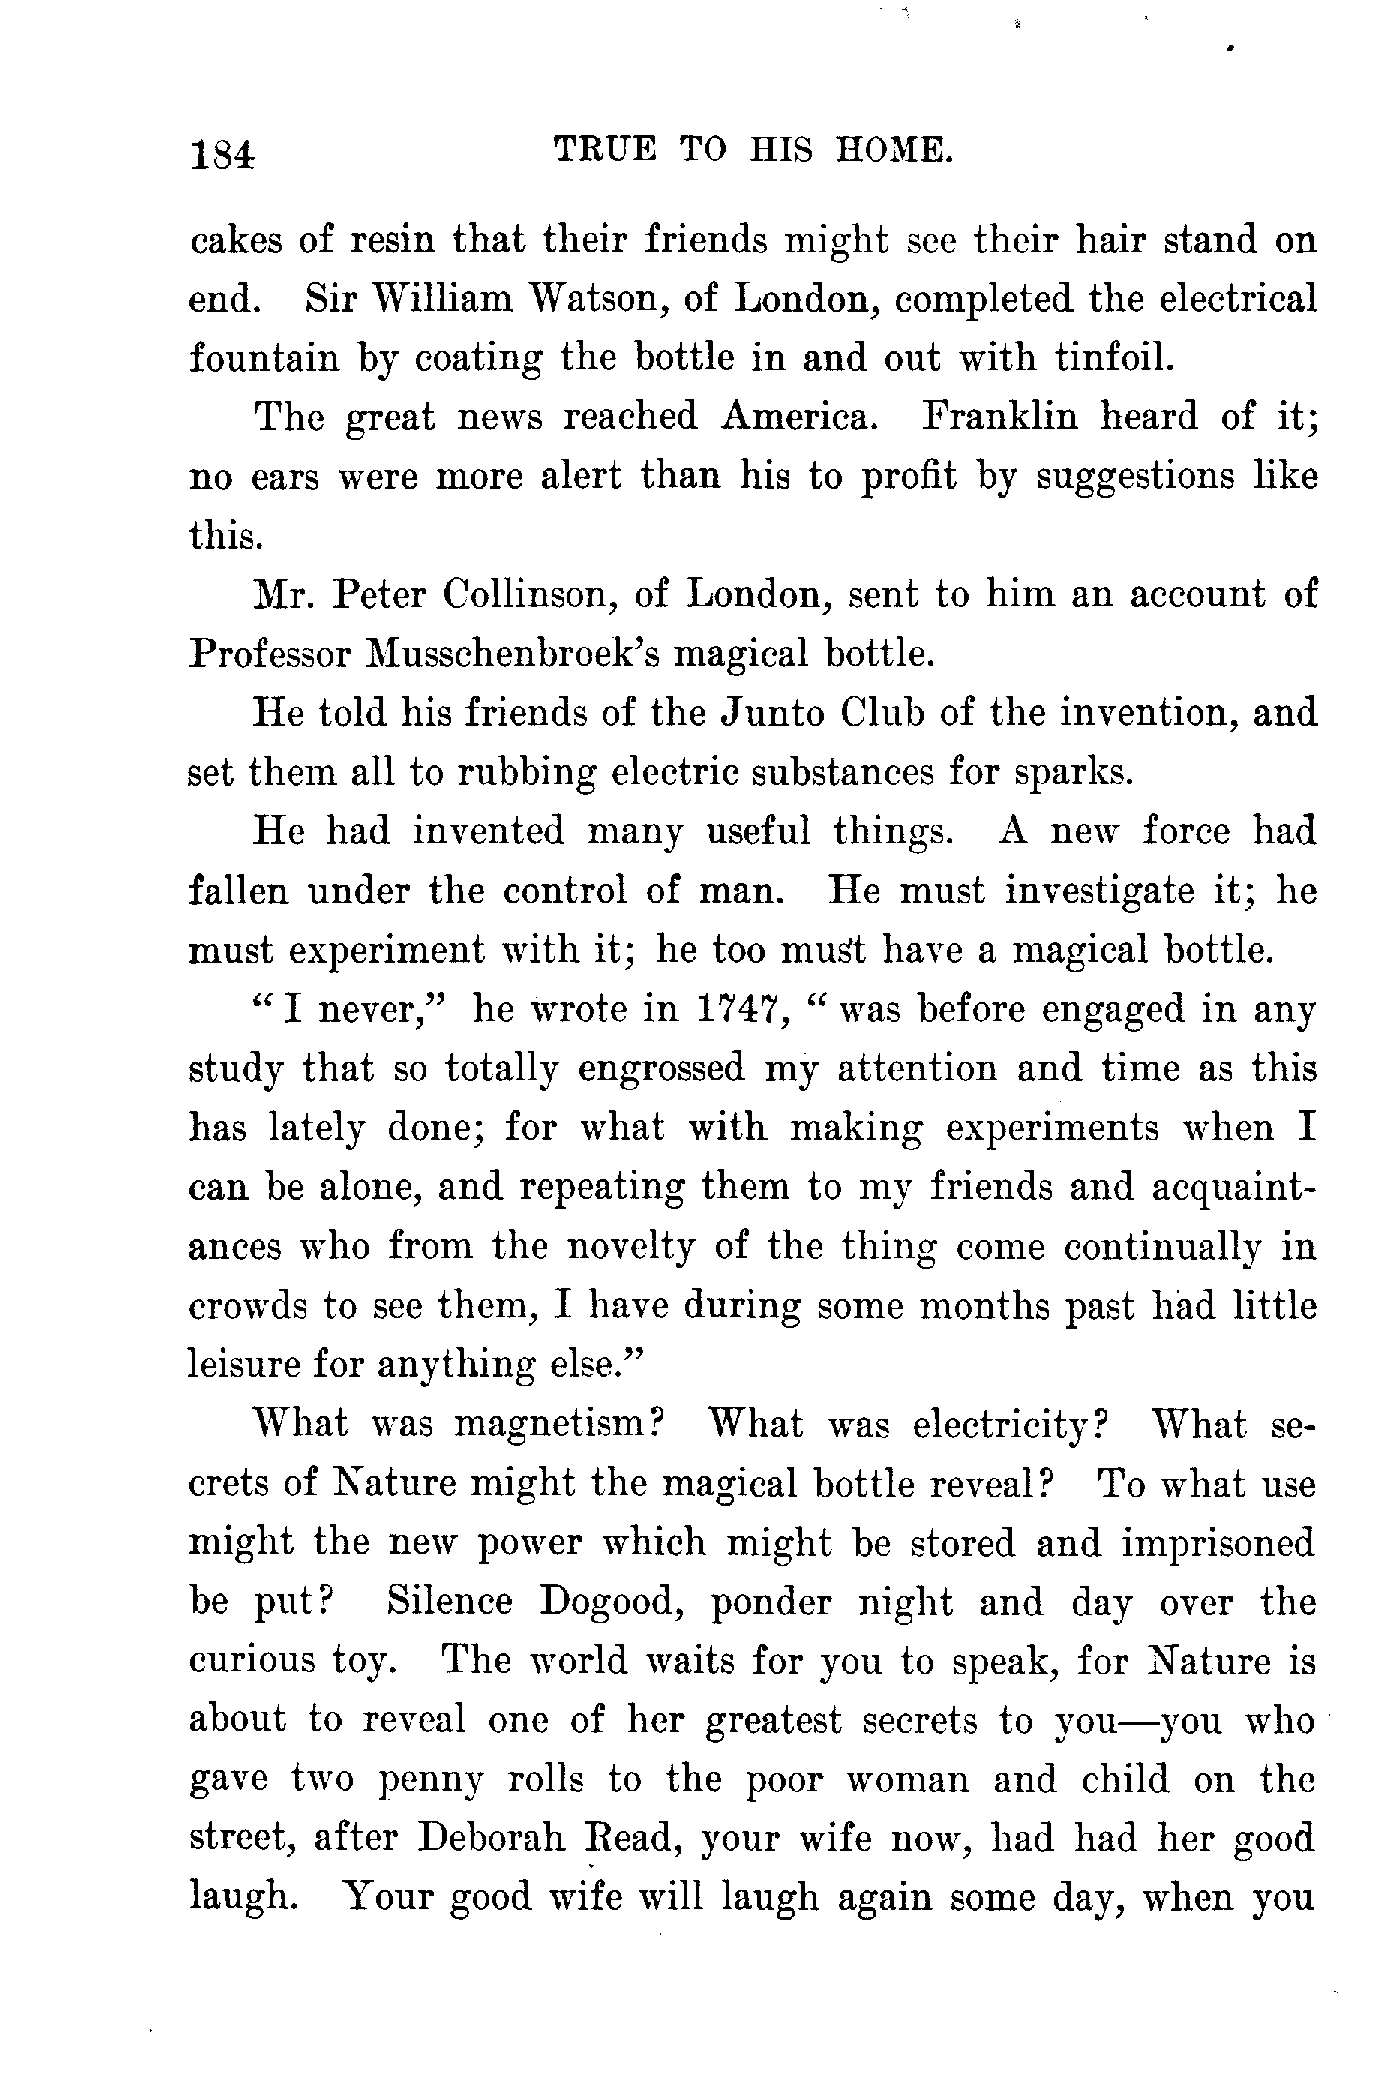 184 TRUE TO HIS HOME.
cakes of resin that their friends might see their hair stand on
end. Sir William Watson, of London, completed the electrical
fountain by coating the bottle in and out with tinfoil.
The great news reached America. Franklin heard of it;
no ears were more alert than his to profit by suggestions like
this.
Mr. Peter Collinson, of London, sent to him an account of
Professor Musschenbroek's magical bottle.
He told his friends of the Junto Club of the invention, and
set them all to rubbing electric substances for sparks.
He had invented many useful things. A new force had
fallen under the control of man. He must investigate it; he
must experiment with it; he too must have a magical bottle.
“ I never,” he wrote in 1747, “ was before engaged in any
study that so totally engrossed my attention and time as this
has lately done; for what with making experiments when I
can be alone, and repeating them to my friends and acquaint-
ances who from the novelty of the thing come continually in
crowds to see them, I have during some months past had little
leisure for anything else.”
What was magnetism? What was electricity? What se-
crets of Nature might the magical bottle reveal? To what use
might the new power which might be stored and imprisoned
be put? Silence Dogood, ponder night and day over the
curious toy. The world waits for you to speak, for Nature is
about to reveal one of her greatest secrets to you—you who
gave two penny rolls to the poor woman and child on the
street, after Deborah Read, your wife now, had had her good
laugh. Your good wife will laugh again some day, when you